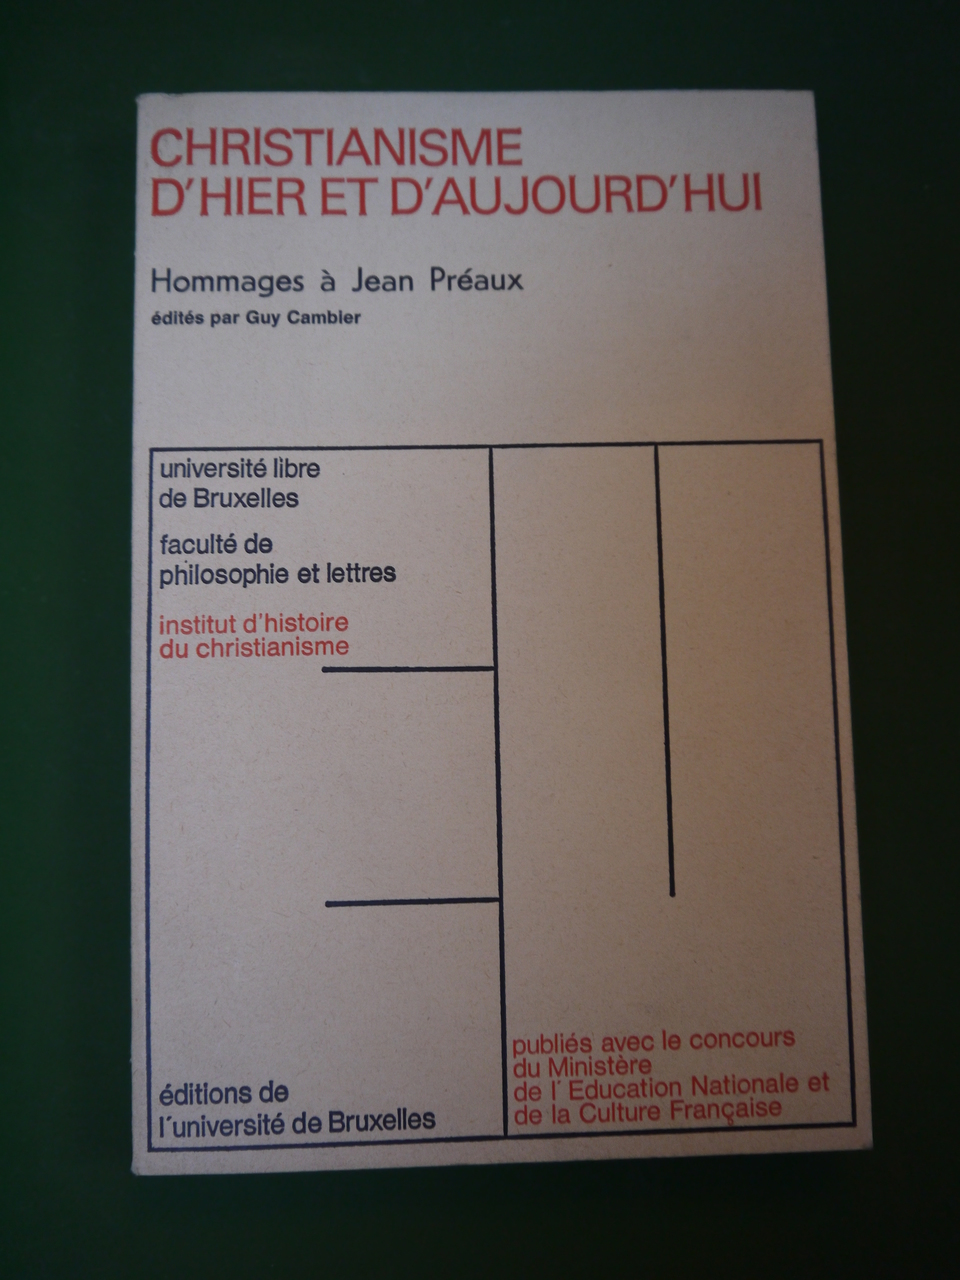 CHRISTIANISME
D'HIER ET D'AUJOURD'HUI
Hommages à Jean Préaux
édités par Guy Cambier
université libre
de Bruxelles
faculté de
philosophie et lettres
institut d'histoire
du christianisme
éditions de
l'université de Bruxelles
publiés avec le concours
du Ministère
de l' Education Nationale et
de la Culture Française